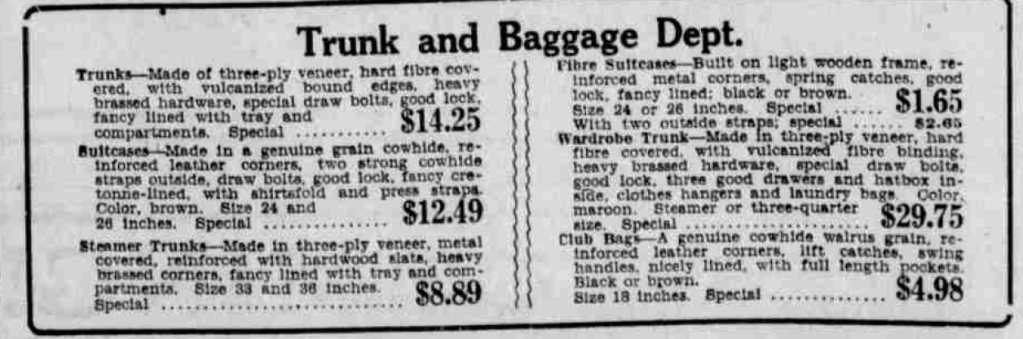 Trunk and Baggage Dept.
Trunks—Made of three-ply veneer, hard fibre cov-
ered, with vulcanized bound edges, heavy
brassed hardware, special draw bolts, good lock,
fancy lined with tray and
compartments. Special ........... $14.25
Suitcases—Made in a genuine grain cowhide, re-
inforced leather corners, two strong cowhide
straps outside, draw bolts, good lock, fancy cre-
tonne-lined, with shirtsfold and press straps.
Color, brown. Size 24 and
26 inches. Special ............... $12.49
Steamer Trunks—Made in three-ply veneer, metal
covered, reinforced with hardwood slats, heavy
brassed corners, fancy lined with tray and com-
partments. Size 33 and 36 inches.
Special ........................... $8.89
Fibre Suitcases—Built on light wooden frame, re-
inforced metal corners, spring catches, good
lock, fancy lined; black or brown.
Size 24 or 26 inches. Special ...... $1.65
With two outside straps; special ...... $2.65
Wardrobe Trunk—Made in three-ply veneer, hard
fibre covered, with vulcanized fibre binding,
heavy brassed hardware, special draw bolts,
good lock, three good drawers and hatbox in-
side, clothes hangers and laundry bags. Color,
maroon. Steamer or three-quarter
size. Special ..................... $29.75
Club Bags—A genuine cowhide walrus grain, re-
inforced leather corners, lift catches, swing
handles, nicely lined, with full length pockets.
Black or brown.
Size 18 inches. Special ............. $4.98